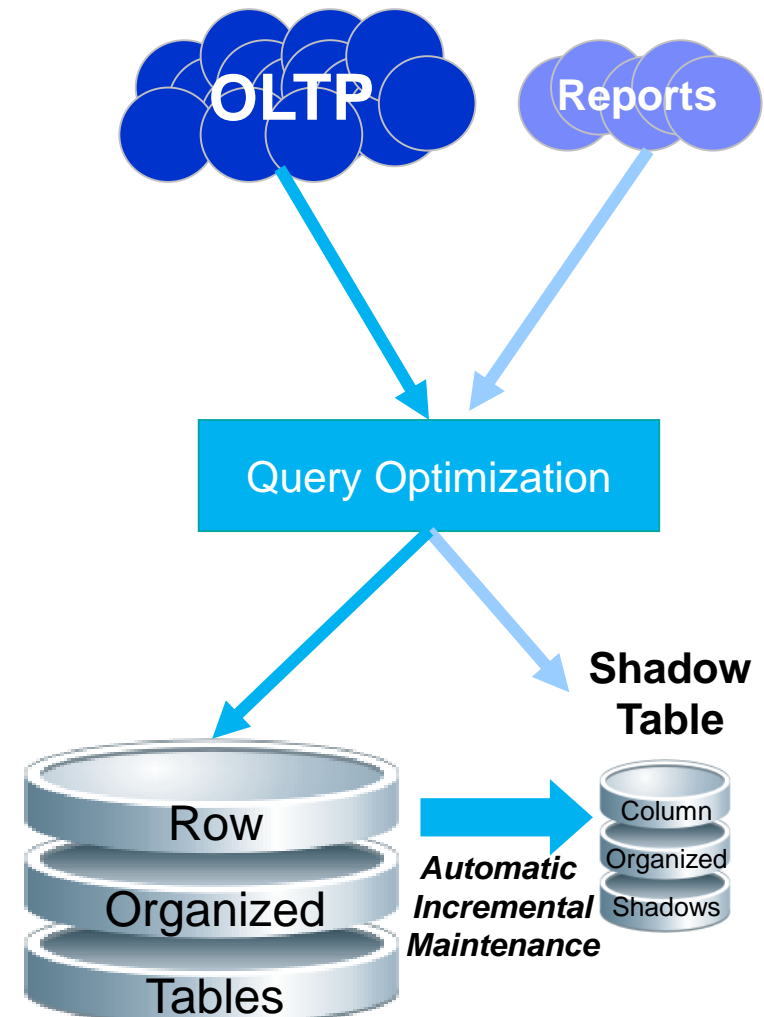 OLTP
Reports
Query Optimization
Shadow
Table
Row
Organized
Tables
Automatic
Incremental
Maintenance
Column
Organized
Shadows